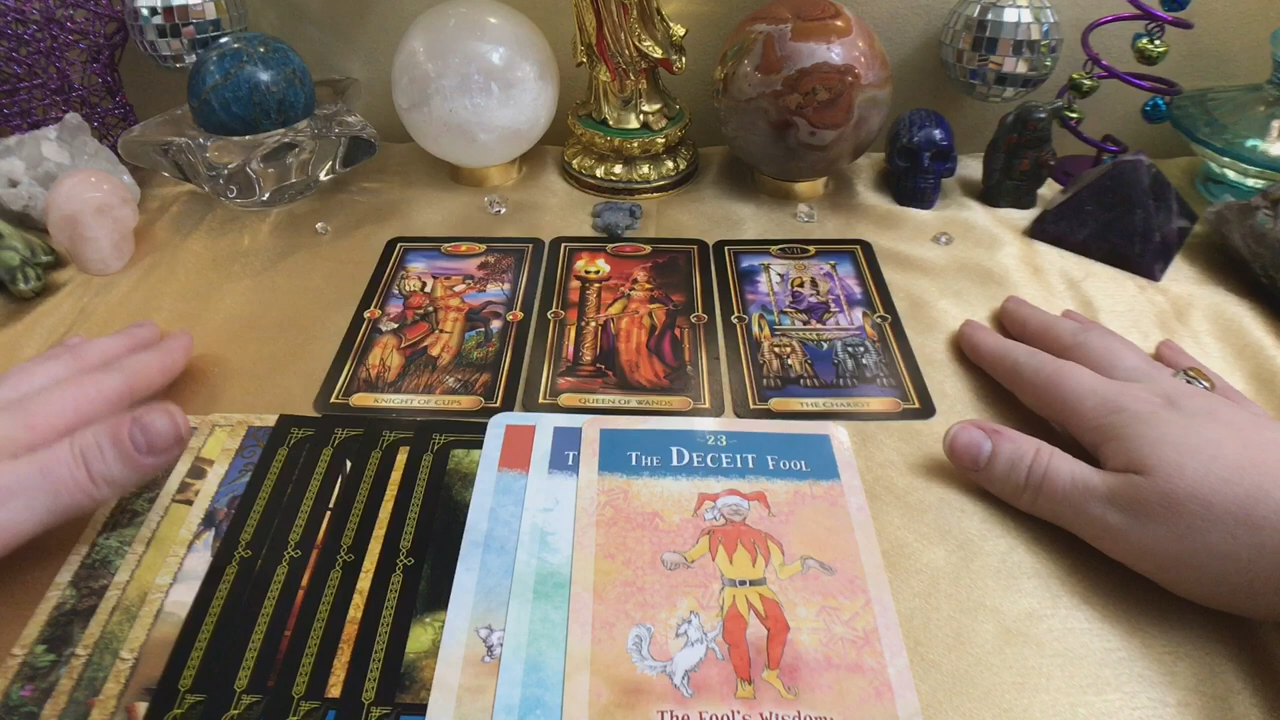 VII
KNIGHT OF CUPS
QUEEN OF WANDS
THE CHARIOT
T
-23-
THE DECEIT FOOL
The Fool's Wisdom: